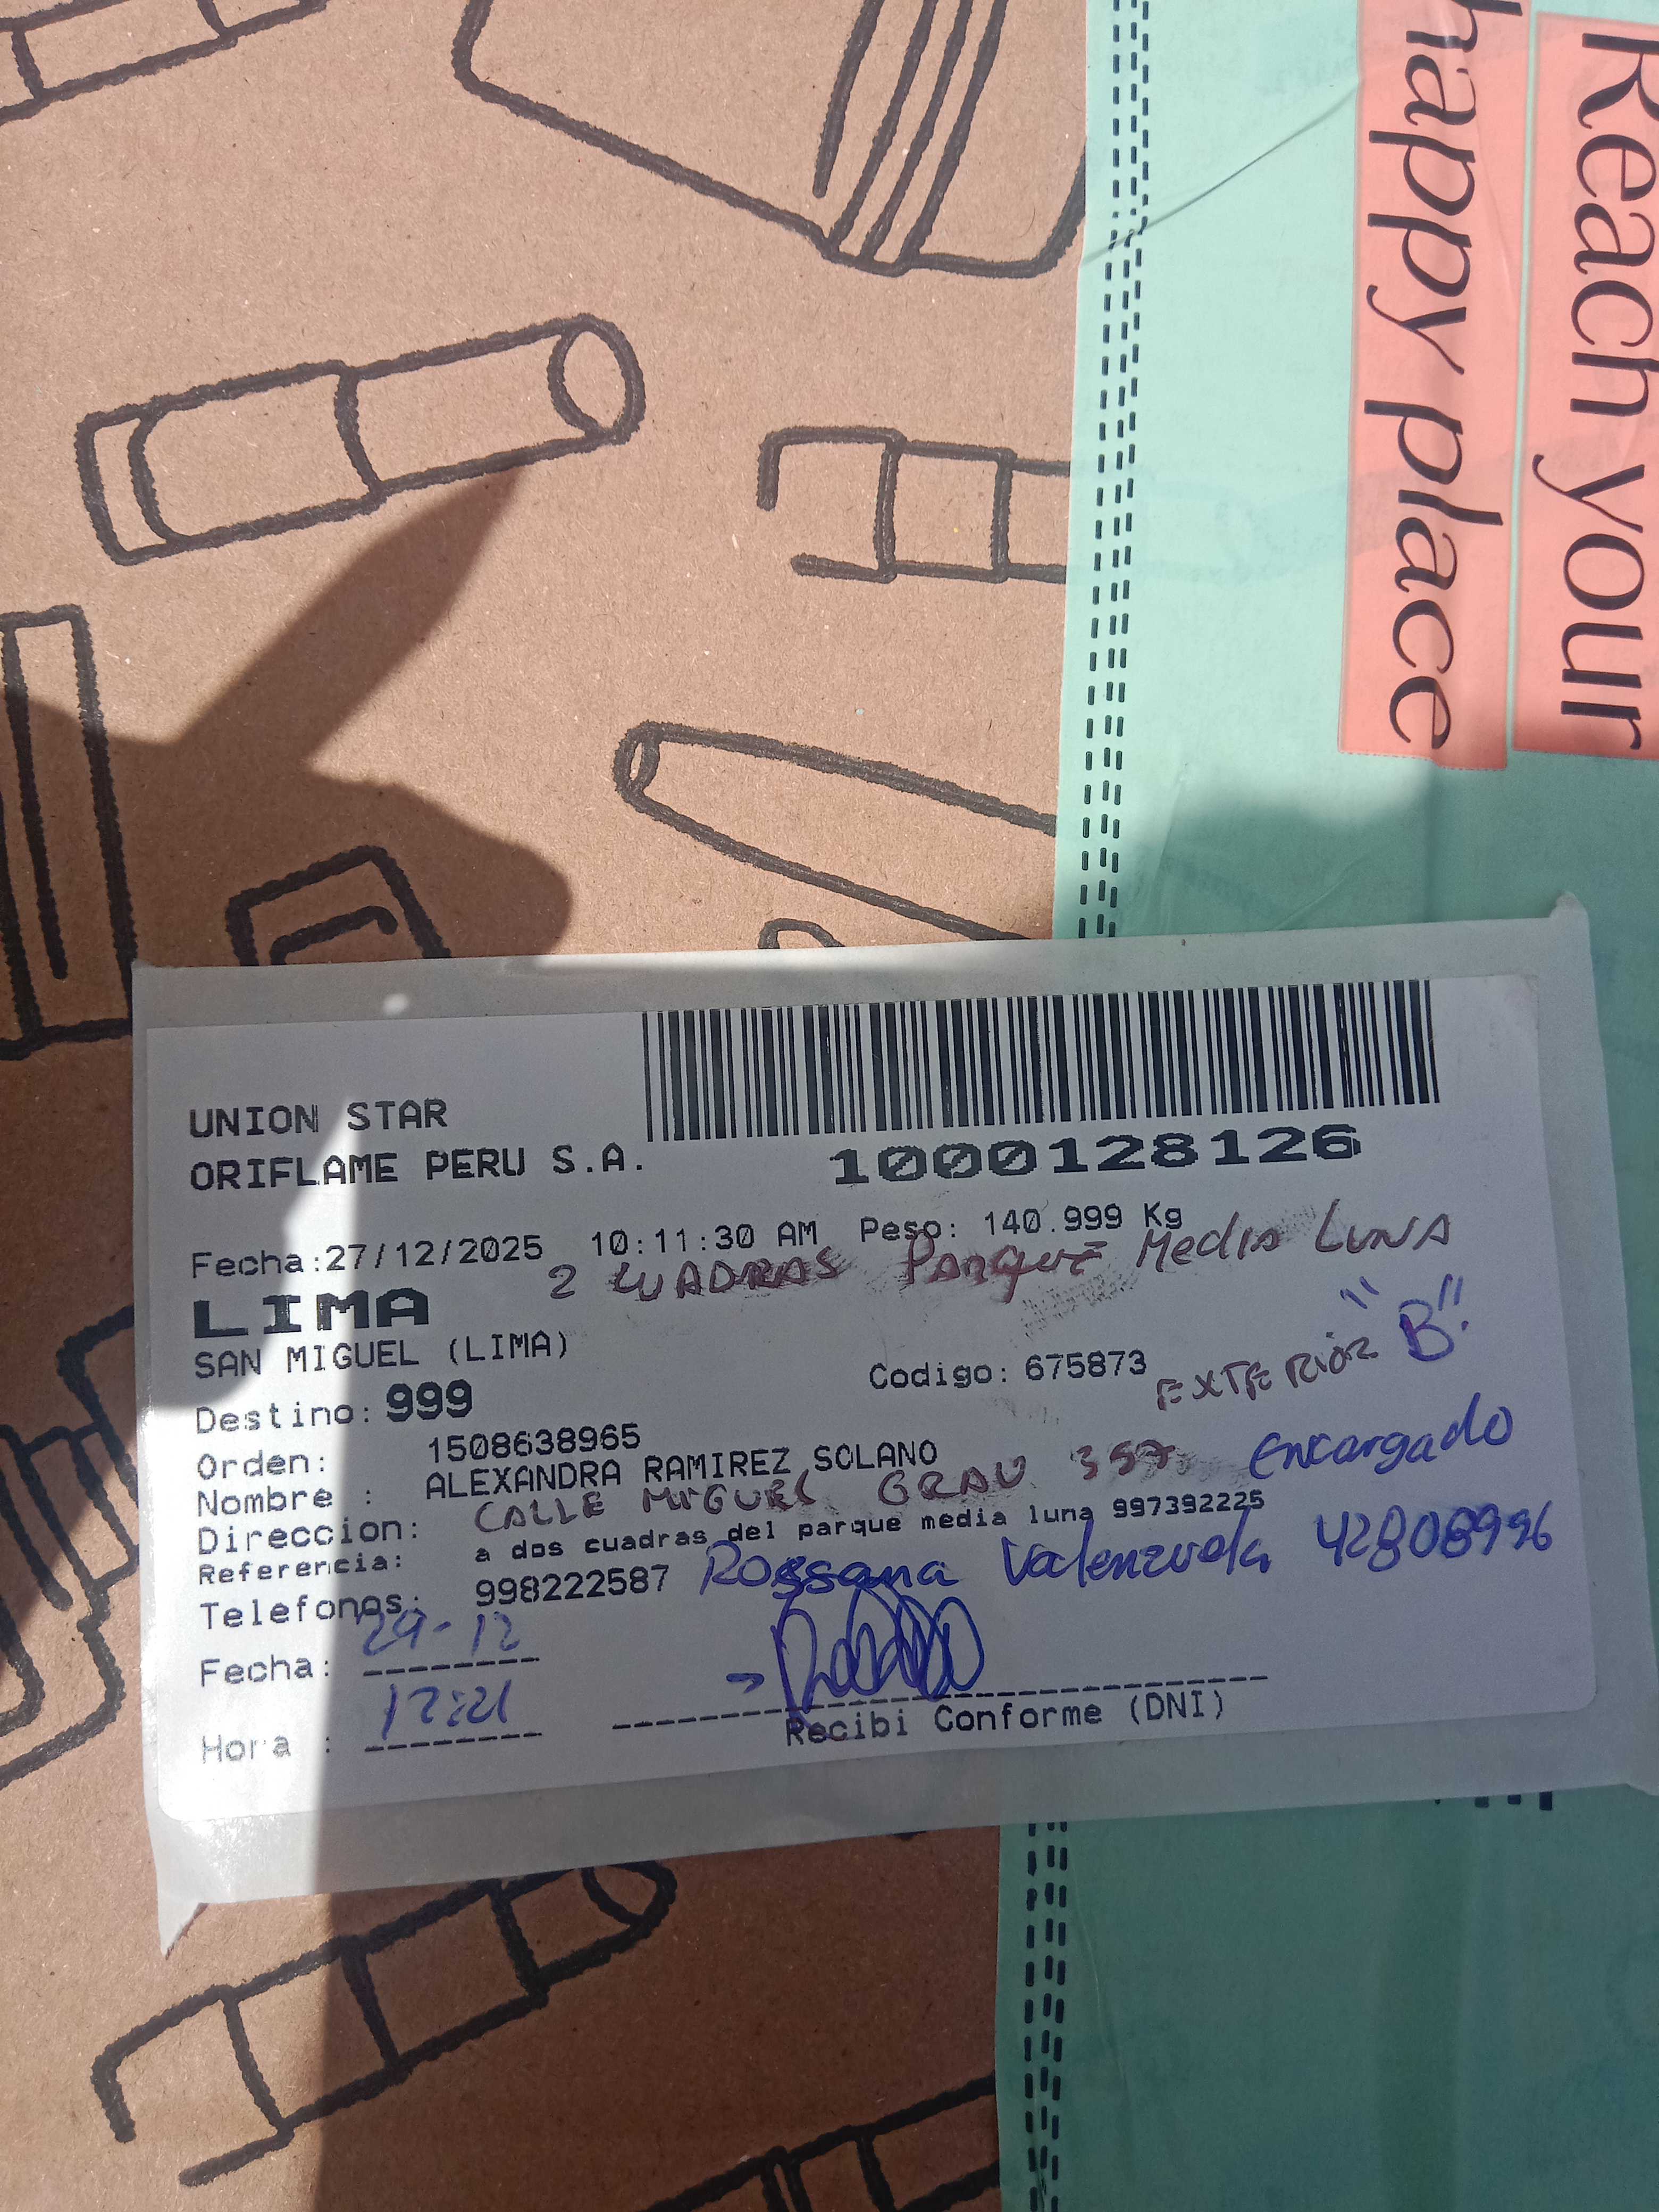 Reach your
happy place
UNION STAR
ORIFLAME PERU S.A.
1000128126
Fecha:27/12/2025 10:11:30 AM Peso: 140.999 Kg
2 CUADRAS PARQUE MEDIA LUNA
LIMA
SAN MIGUEL (LIMA)
Codigo: 675873
EXTERIOR "B"
Destino: 999
Orden: 1508638965
Nombre : ALEXANDRA RAMIREZ SOLANO
Direccion: CALLE MIGUEL GRAU 357 Encargado
Referencia: a dos cuadras del parque media luna 997392225
Telefonos: 998222587 Rossana Valenzuela 42808996
Fecha: 29-12
Hora : 12:21
Recibi Conforme (DNI)